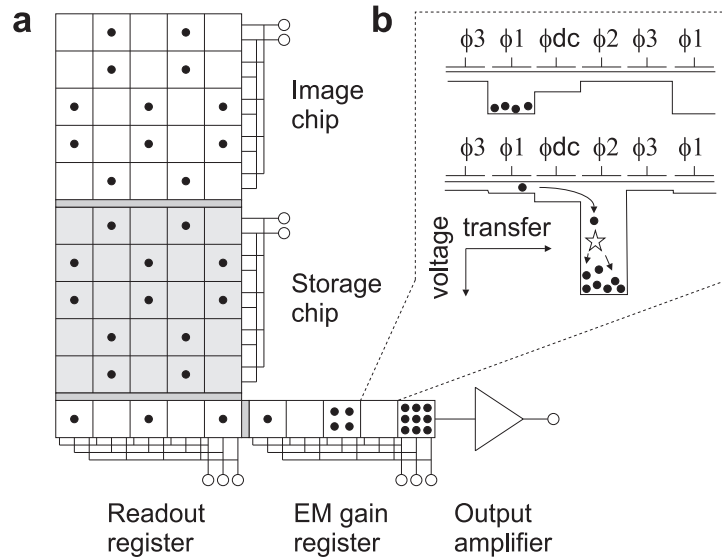 a
Image
chip
Storage
chip
Readout
register
EM gain
register
Output
amplifier
b
ϕ3 ϕ1 ϕdc ϕ2 ϕ3 ϕ1
ϕ3 ϕ1 ϕdc ϕ2 ϕ3 ϕ1
voltage
transfer